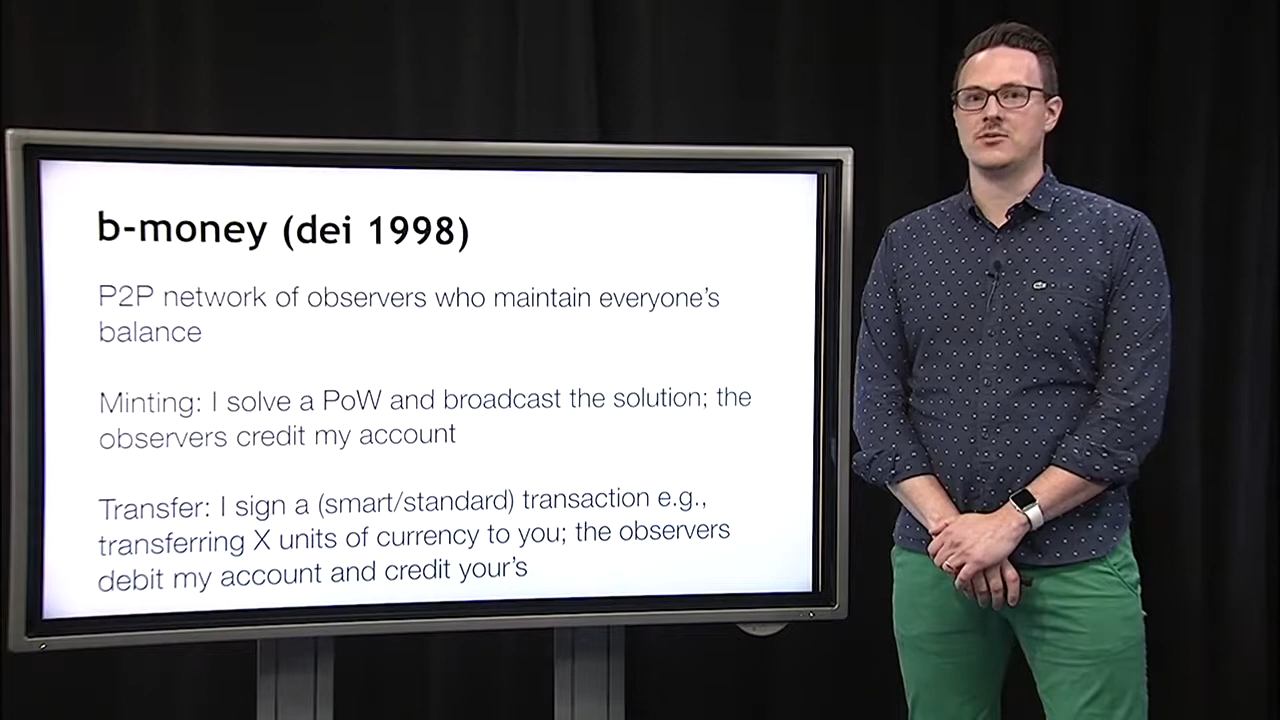 b-money (dei 1998)
P2P network of observers who maintain everyone's
balance
Minting: I solve a PoW and broadcast the solution; the
observers credit my account
Transfer: I sign a (smart/standard) transaction e.g.,
transferring X units of currency to you; the observers
debit my account and credit your's